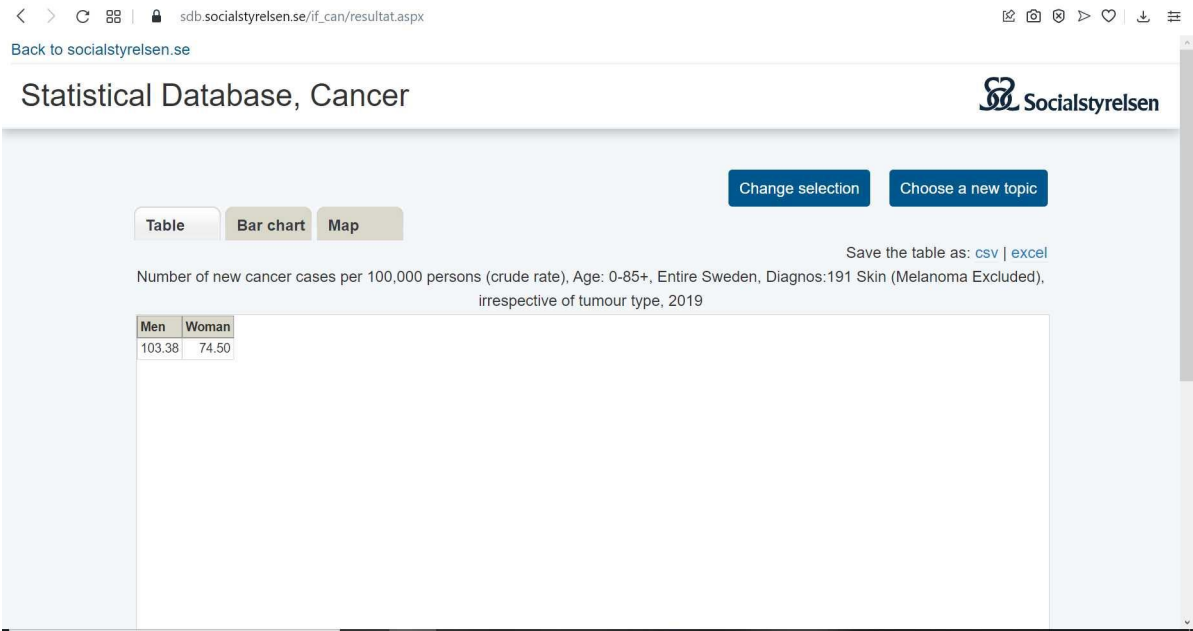 sdb.socialstyrelsen.se/if_can/resultat.aspx
Back to socialstyrelsen.se
Statistical Database, Cancer
Socialstyrelsen
Change selection Choose a new topic
Table Bar chart Map
Save the table as: csv | excel
Number of new cancer cases per 100,000 persons (crude rate), Age: 0-85+, Entire Sweden, Diagnos:191 Skin (Melanoma Excluded),
irrespective of tumour type, 2019
Men Woman
103.38 74.50